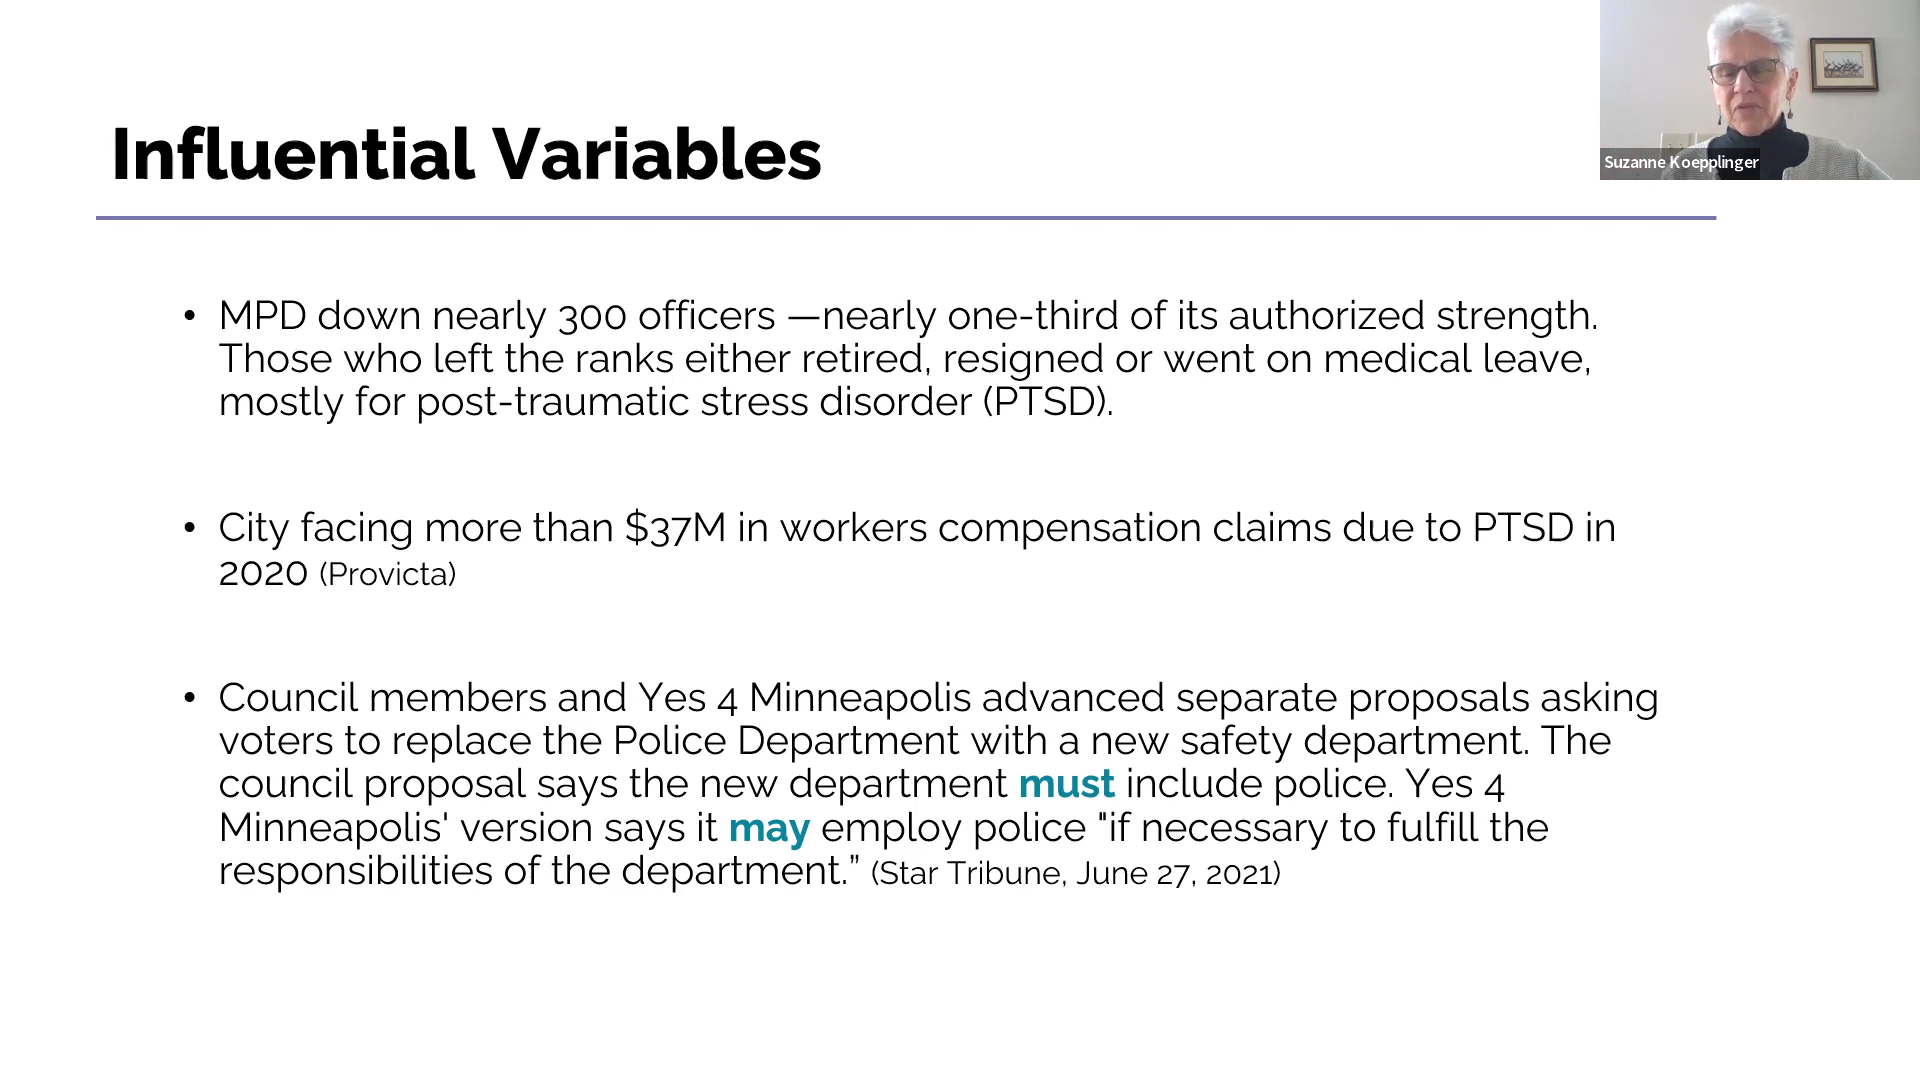 Influential Variables
Suzanne Koepplinger
• MPD down nearly 300 officers —nearly one-third of its authorized strength.
Those who left the ranks either retired, resigned or went on medical leave,
mostly for post-traumatic stress disorder (PTSD).
• City facing more than $37M in workers compensation claims due to PTSD in
2020 (Provicta)
• Council members and Yes 4 Minneapolis advanced separate proposals asking
voters to replace the Police Department with a new safety department. The
council proposal says the new department must include police. Yes 4
Minneapolis' version says it may employ police "if necessary to fulfill the
responsibilities of the department.” (Star Tribune, June 27, 2021)